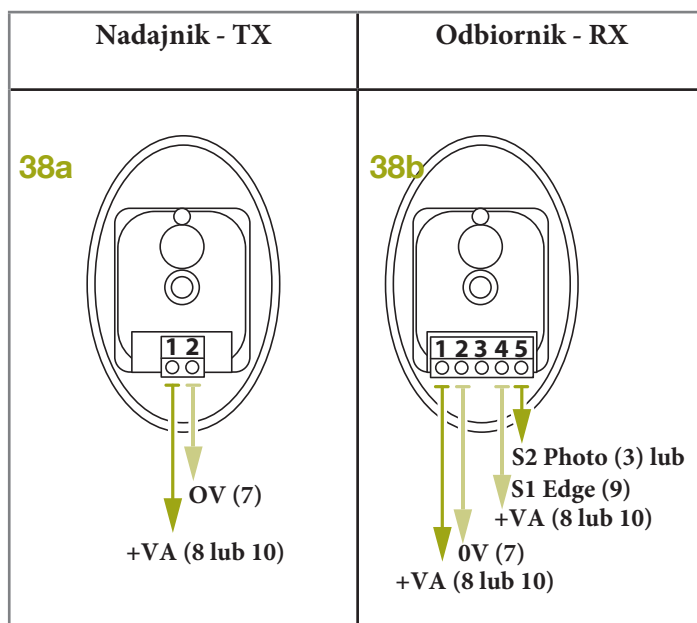 Nadajnik - TX
Odbiornik - RX
38a
1 2
OV (7)
+VA (8 lub 10)
38b
1 2 3 4 5
S2 Photo (3) lub
S1 Edge (9)
+VA (8 lub 10)
0V (7)
+VA (8 lub 10)